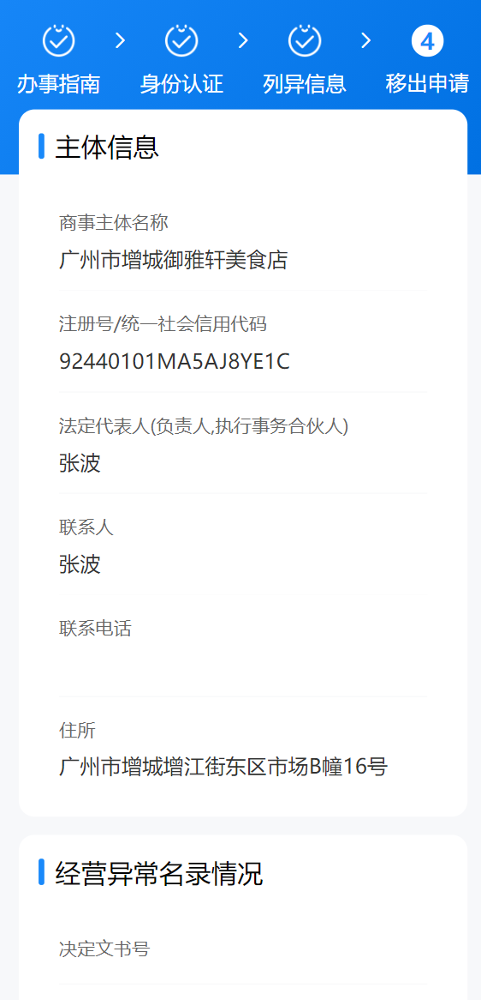 4
办事指南 身份认证 列异信息 移出申请
主体信息
商事主体名称
广州市增城御雅轩美食店
注册号/统一社会信用代码
92440101MA5AJ8YE1C
法定代表人(负责人,执行事务合伙人)
张波
联系人
张波
联系电话
住所
广州市增城增江街东区市场B幢16号
经营异常名录情况
决定文书号